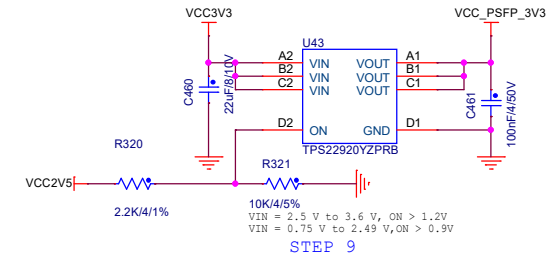 VCC3V3
VCC_PSFP_3V3
U43
A2 VIN VOUT A1
B2 VIN VOUT B1
C2 VIN VOUT C1
C460
22uF/8/10V
C461
100nF/4/50V
D2 ON GND D1
TPS22920YZPRB
R320
R321
VCC2V5
2.2K/4/1%
10K/4/5%
VIN = 2.5 V to 3.6 V, ON > 1.2V
VIN = 0.75 V to 2.49 V,ON > 0.9V
STEP 9